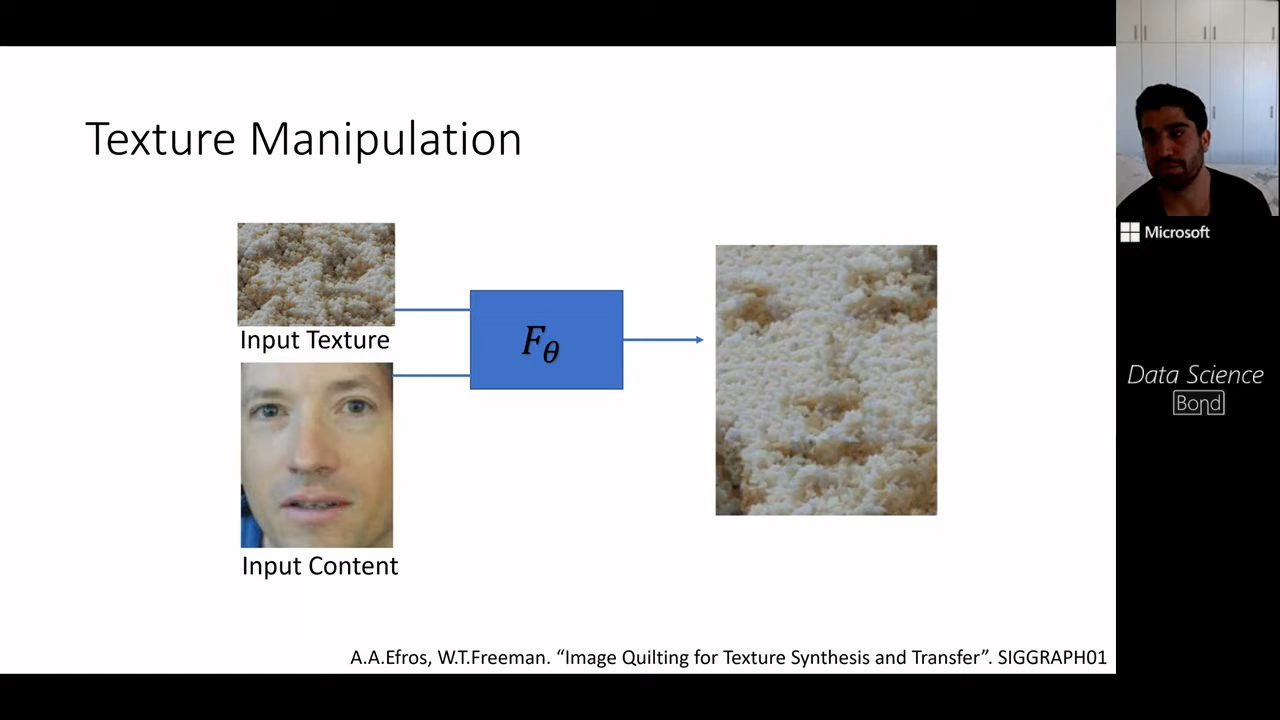 Texture Manipulation
Input Texture
Fθ
Input Content
A.A.Efros, W.T.Freeman. “Image Quilting for Texture Synthesis and Transfer”. SIGGRAPH01
Microsoft
Data Science
Bond